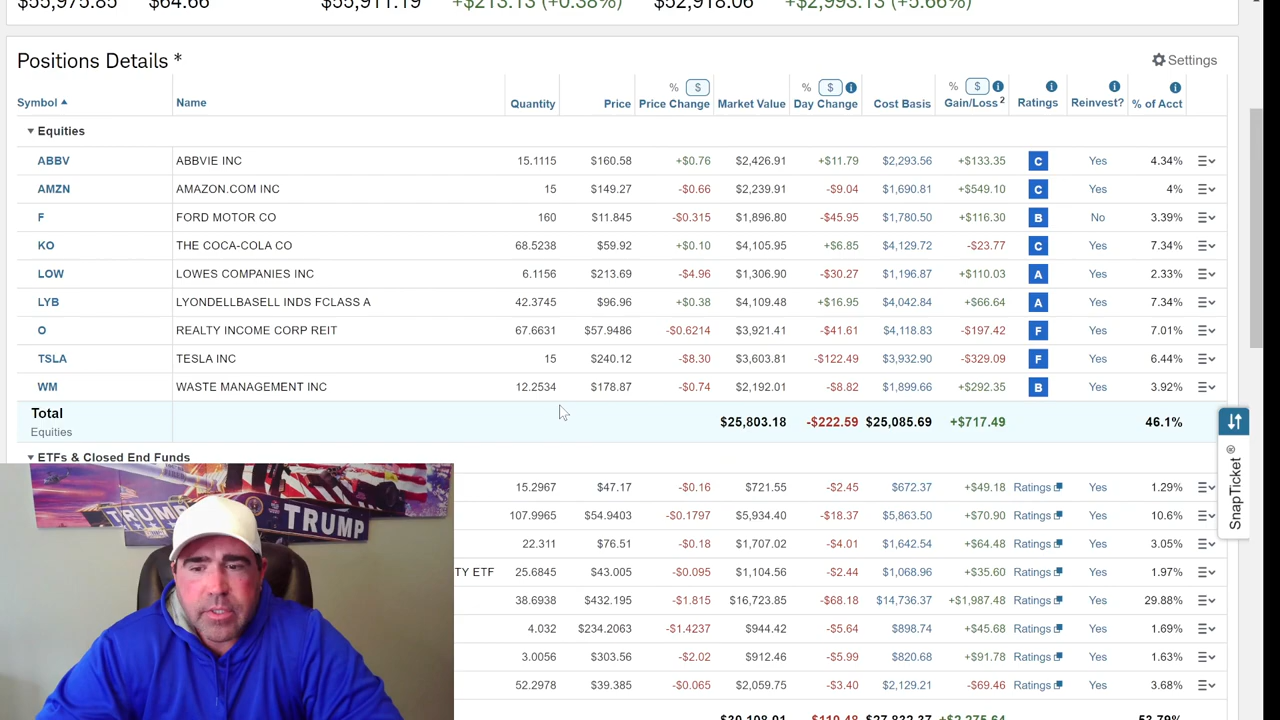 $55,975.85 $64.66 $55,911.19 +$213.13 (+0.38%) $52,918.06 +$2,993.13 (+5.66%)
Positions Details *
Settings
% $ % $ % $
Symbol Name Quantity Price Price Change Market Value Day Change Cost Basis Gain/Loss 2 Ratings Reinvest? % of Acct
Equities
ABBV ABBVIE INC 15.1115 $160.58 +$0.76 $2,426.91 +$11.79 $2,293.56 +$133.35 C Yes 4.34%
AMZN AMAZON.COM INC 15 $149.27 -$0.66 $2,239.91 -$9.04 $1,690.81 +$549.10 C Yes 4%
F FORD MOTOR CO 160 $11.845 -$0.315 $1,896.80 -$45.95 $1,780.50 +$116.30 B No 3.39%
KO THE COCA-COLA CO 68.5238 $59.92 +$0.10 $4,105.95 +$6.85 $4,129.72 -$23.77 C Yes 7.34%
LOW LOWES COMPANIES INC 6.1156 $213.69 -$4.96 $1,306.90 -$30.27 $1,196.87 +$110.03 A Yes 2.33%
LYB LYONDELLBASELL INDS FCLASS A 42.3745 $96.96 +$0.38 $4,109.48 +$16.95 $4,042.84 +$66.64 A Yes 7.34%
O REALTY INCOME CORP REIT 67.6631 $57.9486 -$0.6214 $3,921.41 -$41.61 $4,118.83 -$197.42 F Yes 7.01%
TSLA TESLA INC 15 $240.12 -$8.30 $3,603.81 -$122.49 $3,932.90 -$329.09 F Yes 6.44%
WM WASTE MANAGEMENT INC 12.2534 $178.87 -$0.74 $2,192.01 -$8.82 $1,899.66 +$292.35 B Yes 3.92%
Total $25,803.18 -$222.59 $25,085.69 +$717.49 46.1%
Equities
SnapTicket®
ETFs & Closed End Funds
15.2967 $47.17 -$0.16 $721.55 -$2.45 $672.37 +$49.18 Ratings Yes 1.29%
107.9965 $54.9403 -$0.1797 $5,934.40 -$18.37 $5,863.50 +$70.90 Ratings Yes 10.6%
22.311 $76.51 -$0.18 $1,707.02 -$4.01 $1,642.54 +$64.48 Ratings Yes 3.05%
TY ETF 25.6845 $43.005 -$0.095 $1,104.56 -$2.44 $1,068.96 +$35.60 Ratings Yes 1.97%
38.6938 $432.195 -$1.815 $16,723.85 -$68.18 $14,736.37 +$1,987.48 Ratings Yes 29.88%
4.032 $234.2063 -$1.4237 $944.42 -$5.64 $898.74 +$45.68 Ratings Yes 1.69%
3.0056 $303.56 -$2.02 $912.46 -$5.99 $820.68 +$91.78 Ratings Yes 1.63%
52.2978 $39.385 -$0.065 $2,059.75 -$3.40 $2,129.21 -$69.46 Ratings Yes 3.68%
$30,108.01 -$110.48 $27,832.37 +$2,275.64 53.79%
TRUMP
TRUMP